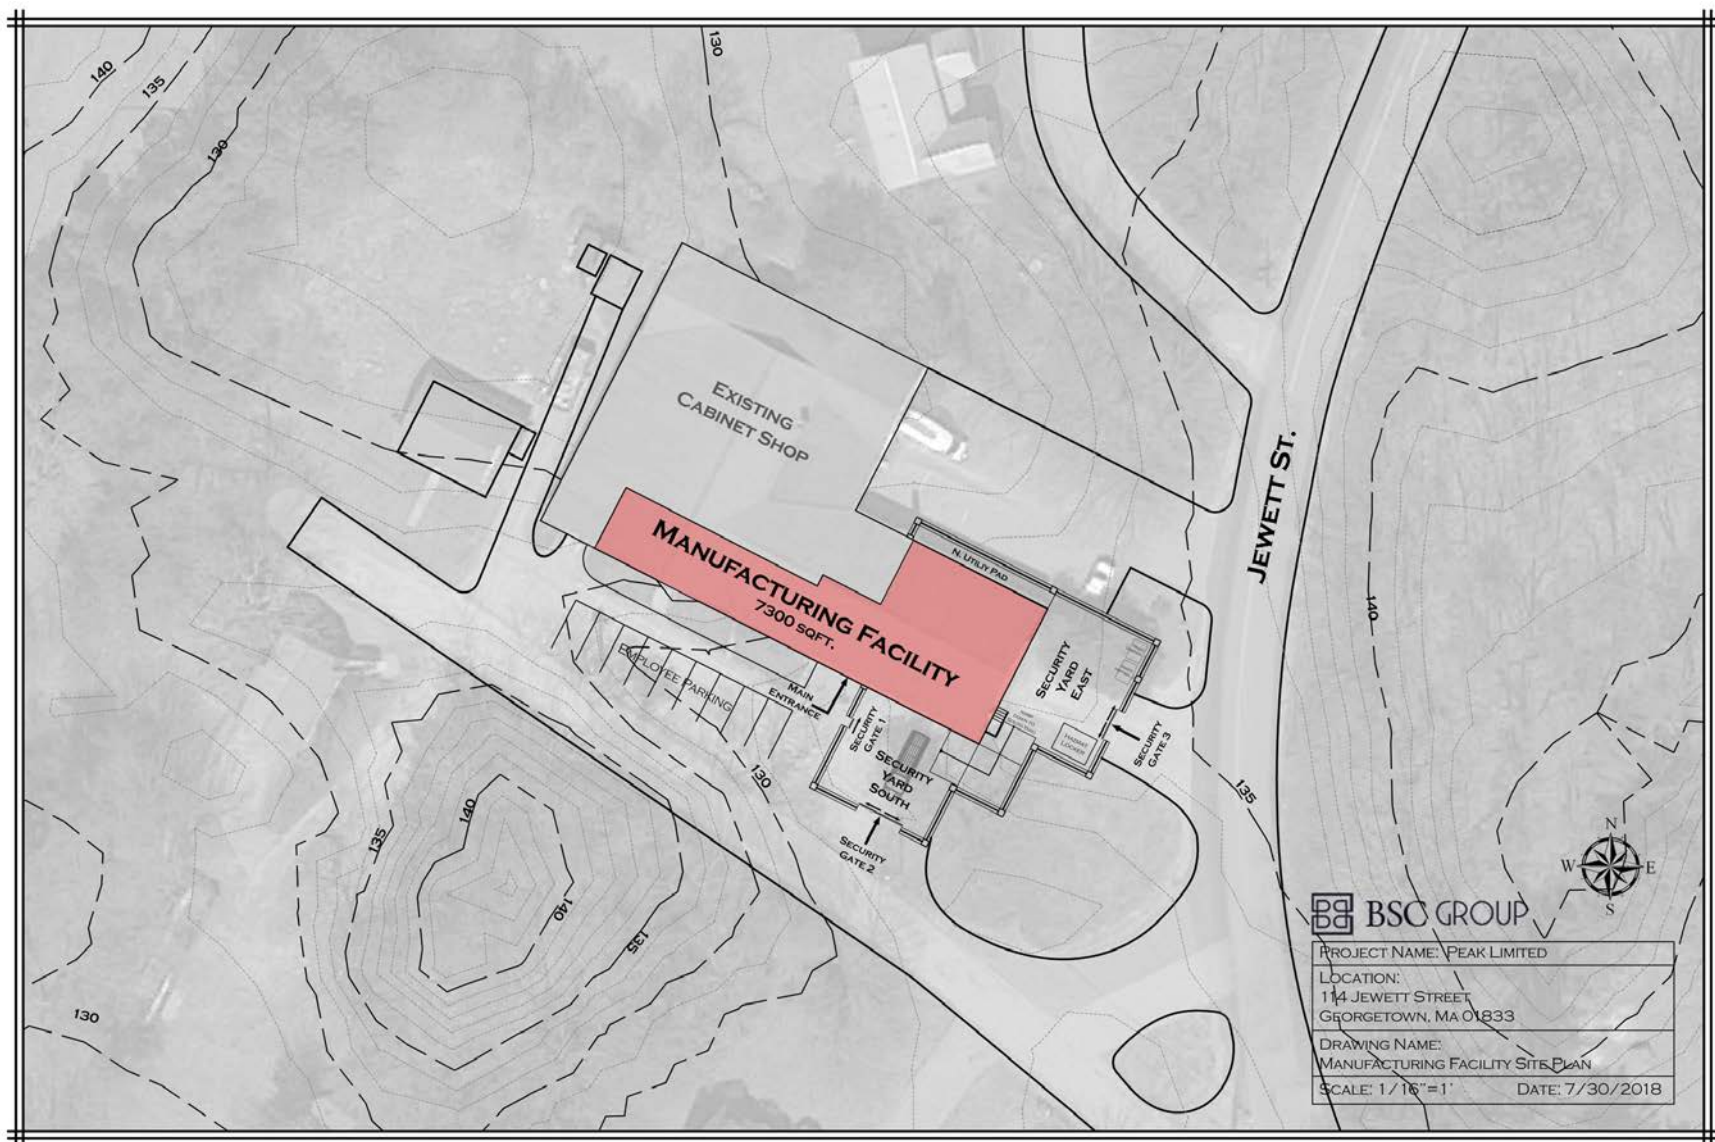 140
135
130
130
EXISTING
CABINET SHOP
JEWETT ST.
MANUFACTURING FACILITY
7300 SQFT.
N. UTILIY PAD
140
EMPLOYEE PARKING
MAIN
ENTRANCE
SECURITY
YARD
EAST
SECURITY
GATE 1
SECURITY
YARD
SOUTH
HAZMAT
LOCKER
SECURITY
GATE 3
SECURITY
GATE 2
130
135
140
135
140
135
130
N
W
E
S
BSC GROUP
PROJECT NAME: PEAK LIMITED
LOCATION:
114 JEWETT STREET
GEORGETOWN, MA 01833
DRAWING NAME:
MANUFACTURING FACILITY SITE PLAN
SCALE: 1/16"=1' DATE: 7/30/2018